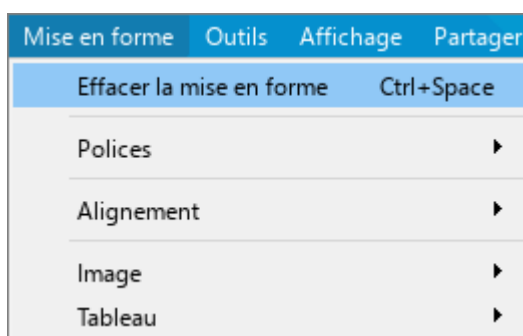 Mise en forme Outils Affichage Partager
Effacer la mise en forme Ctrl+Space
Polices
Alignement
Image
Tableau